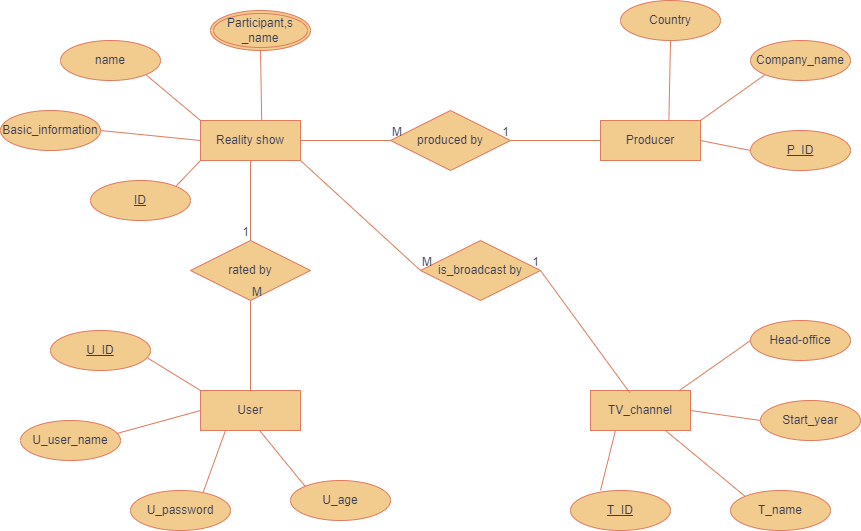 Participant,s
_name
Country
name
Company_name
Basic_information
Reality show
M
produced by
1
Producer
P_ID
ID
1
rated by
M
M
is_broadcast by
1
U_ID
Head-office
User
TV_channel
Start_year
U_user_name
U_password
U_age
T_ID
T_name